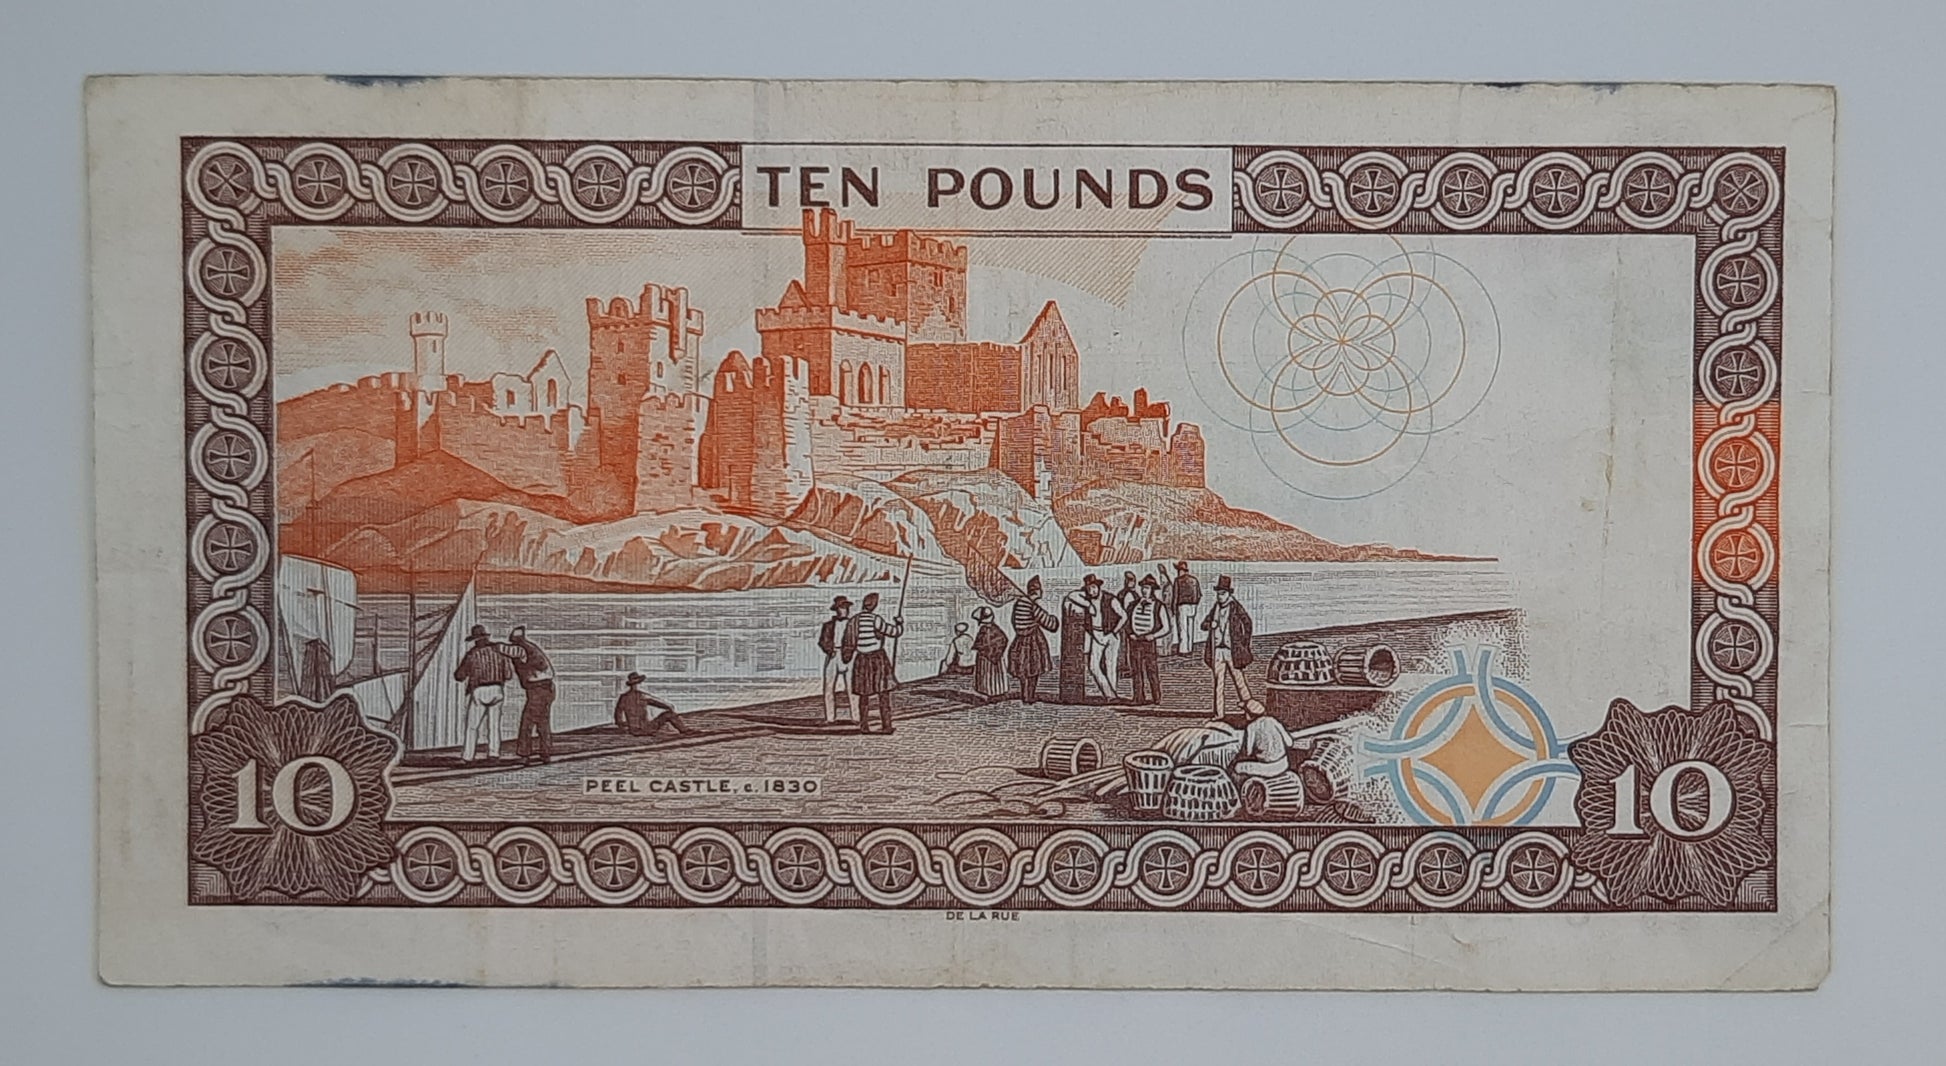 TEN POUNDS
PEEL CASTLE, c. 1830
10
10
DE LA RUE